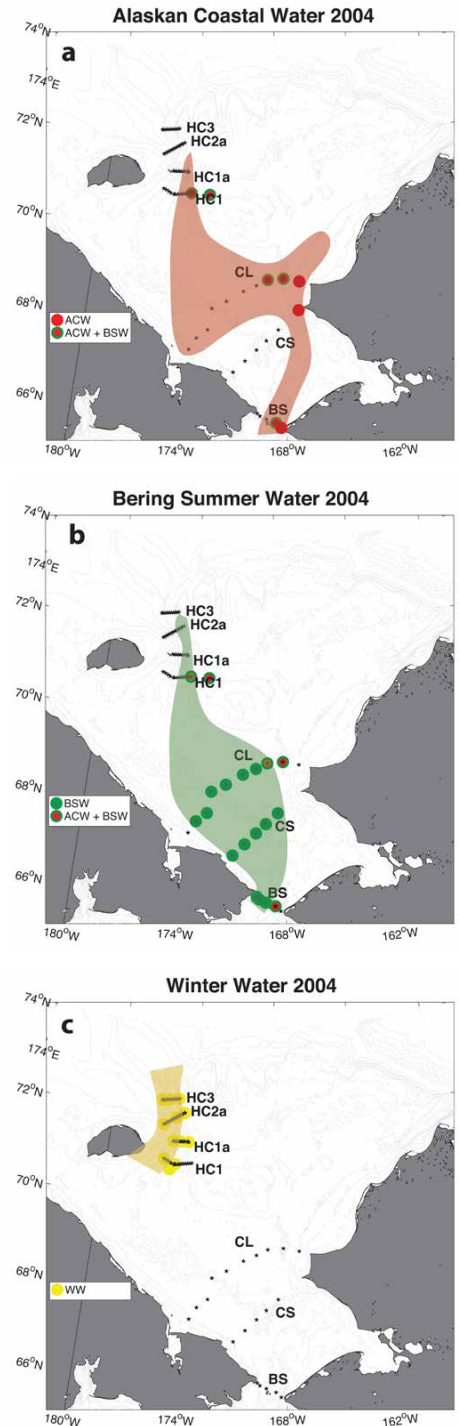 Alaskan Coastal Water 2004
a
74°N
174°E
72°N
HC3
HC2a
HC1a
70°N
HC1
CL
68°N
ACW
ACW + BSW
CS
66°N
BS
180°W
174°W
168°W
162°W
Bering Summer Water 2004
b
74°N
174°E
72°N
HC3
HC2a
HC1a
70°N
HC1
CL
68°N
BSW
ACW + BSW
CS
66°N
BS
180°W
174°W
168°W
162°W
Winter Water 2004
c
74°N
174°E
72°N
HC3
HC2a
HC1a
70°N
HC1
CL
68°N
WW
CS
66°N
BS
180°W
174°W
168°W
162°W